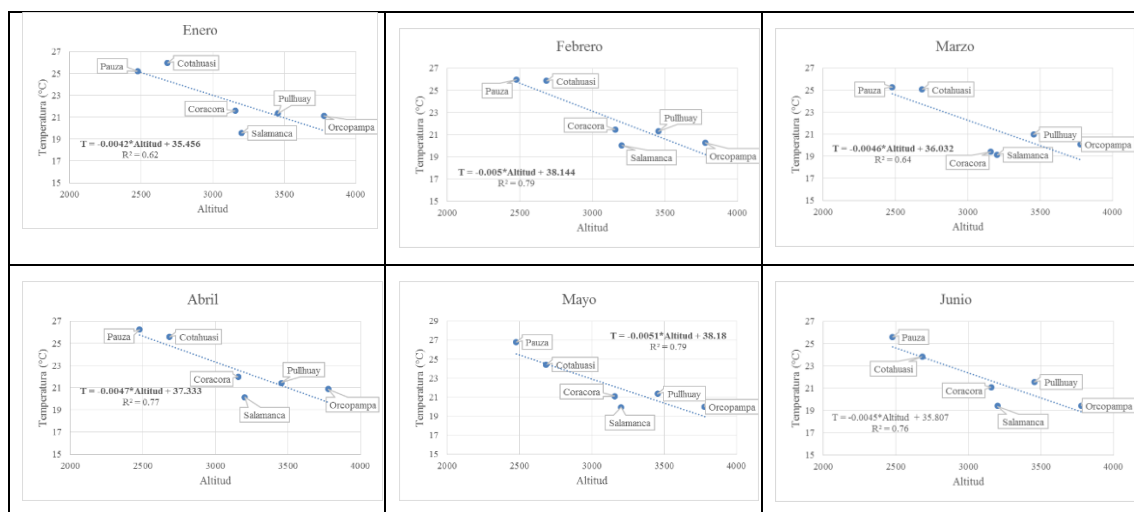 Enero
27
25
23
21
19
17
15
Temperatura (°C)
Pauza
Cotahuasi
Coracora
Pullhuay
Salamanca
Orcopampa
T = -0.0042*Altitud + 35.456
R² = 0.62
2000 2500 3000 3500 4000
Altitud
Febrero
27
25
23
21
19
17
15
Temperatura (°C)
Pauza
Cotahuasi
Coracora
Pullhuay
Salamanca
Orcopampa
T = -0.005*Altitud + 38.144
R² = 0.79
2000 2500 3000 3500 4000
Altitud
Marzo
27
25
23
21
19
17
15
Temperatura (°C)
Pauza
Cotahuasi
Pullhuay
T = -0.0046*Altitud + 36.032
R² = 0.64
Coracora
Salamanca
Orcopampa
2000 2500 3000 3500 4000
Altitud
Abril
27
25
23
21
19
17
15
Temperatura (°C)
Pauza
Cotahuasi
Coracora
Pullhuay
T = -0.0047*Altitud + 37.333
R² = 0.77
Salamanca
Orcopampa
2000 2500 3000 3500 4000
Altitud
Mayo
29
27
25
23
21
19
17
15
Temperatura (°C)
T = -0.0051*Altitud + 38.18
R² = 0.79
Pauza
Cotahuasi
Coracora
Pullhuay
Salamanca
Orcopampa
2000 2500 3000 3500 4000
Altitud
Junio
27
25
23
21
19
17
15
Temperatura (°C)
Pauza
Cotahuasi
Coracora
Pullhuay
Salamanca
Orcopampa
T = -0.0045*Altitud + 35.807
R² = 0.76
2000 2500 3000 3500 4000
Altitud